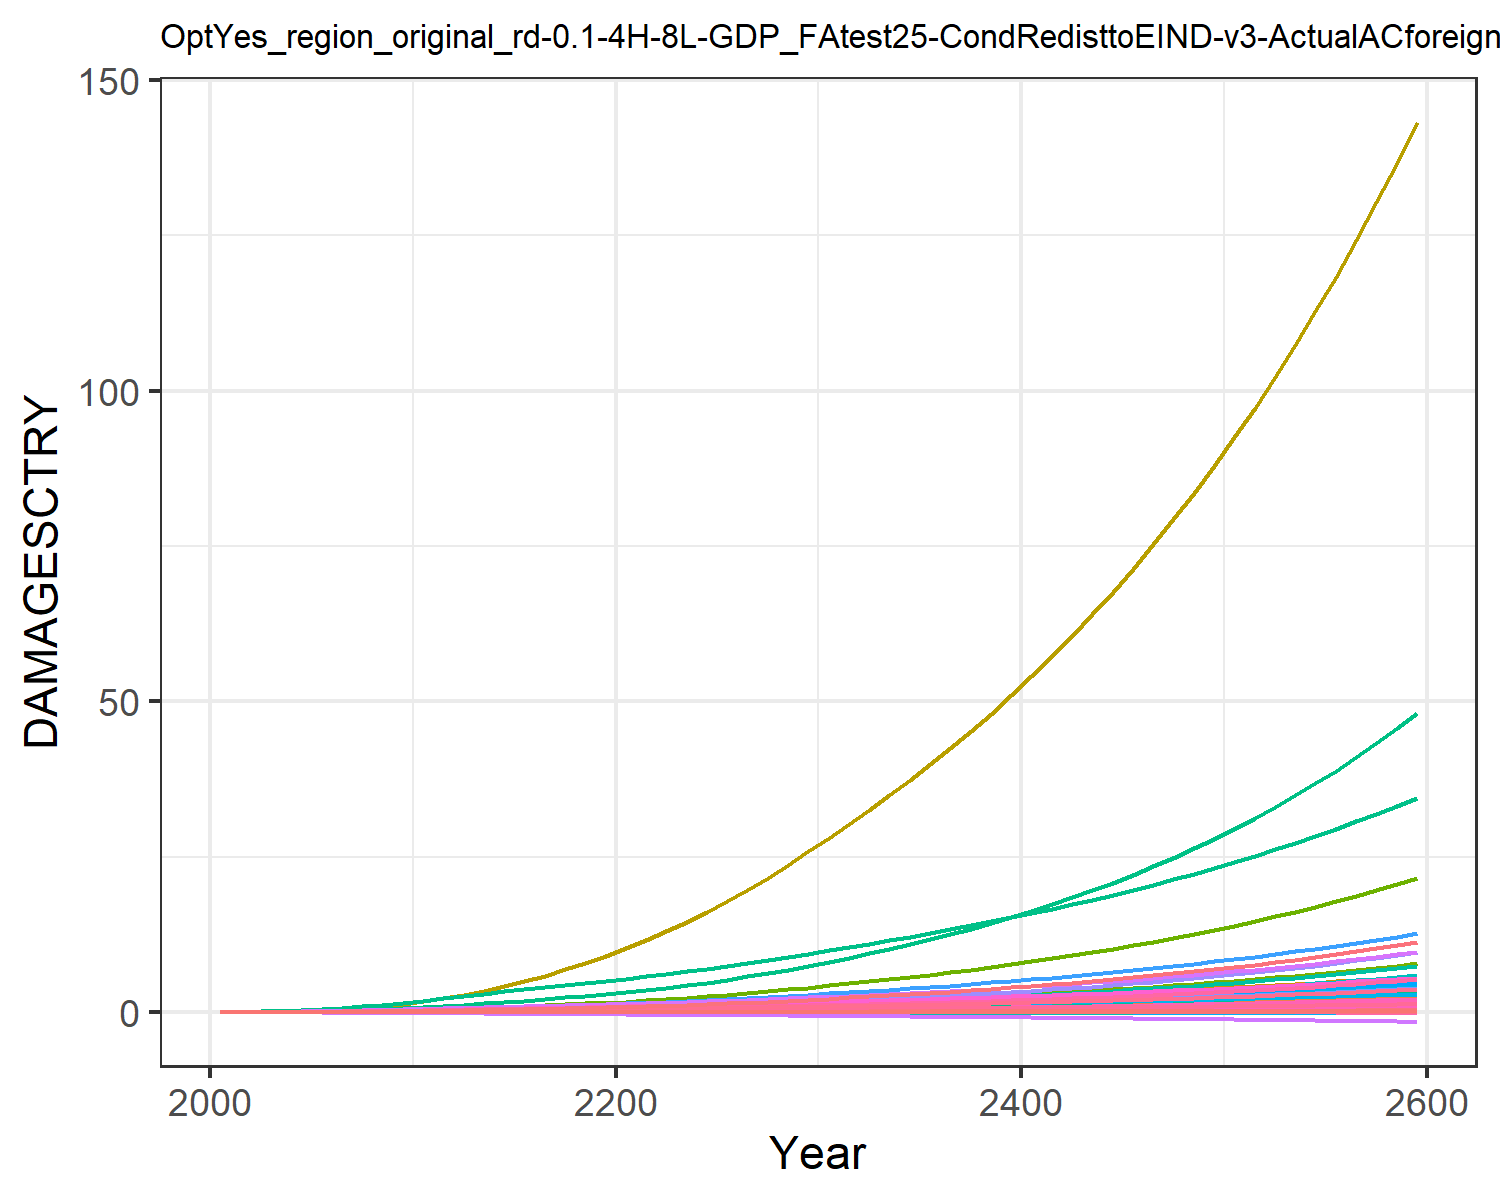 OptYes_region_original_rd-0.1-4H-8L-GDP_FAtest25-CondRedisttoEIND-v3-ActualACforeign
150
100
50
0
DAMAGESCTRY
2000
2200
2400
2600
Year